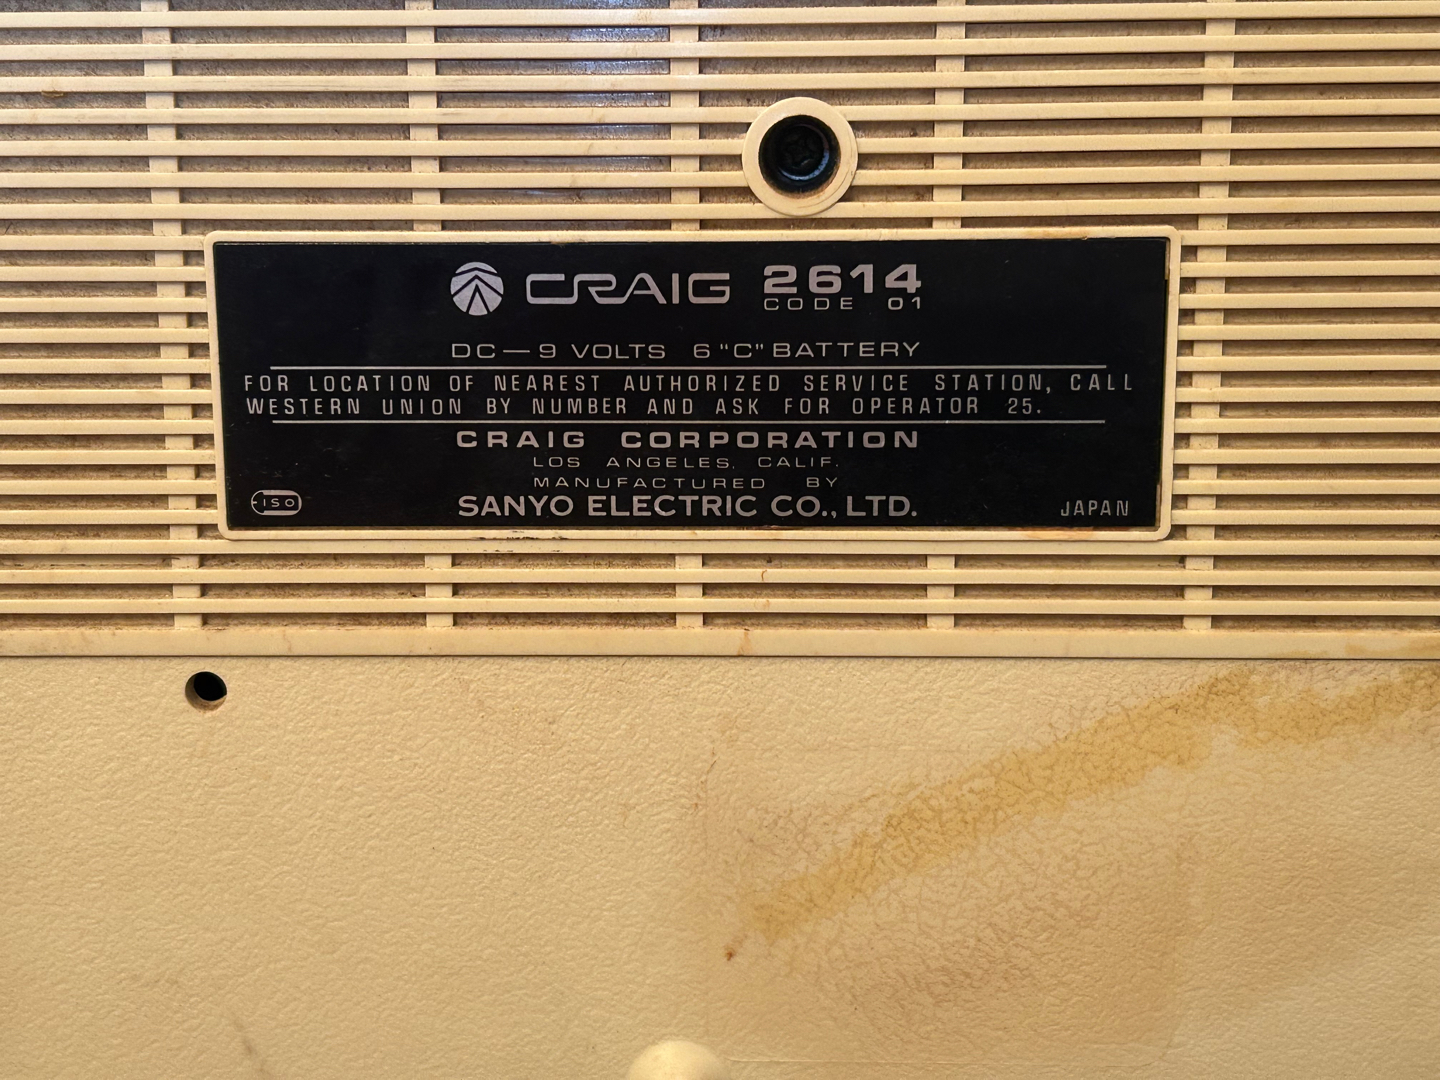 CRAIG 2614
CODE 01
DC—9 VOLTS 6 "C" BATTERY
FOR LOCATION OF NEAREST AUTHORIZED SERVICE STATION, CALL
WESTERN UNION BY NUMBER AND ASK FOR OPERATOR 25.
CRAIG CORPORATION
LOS ANGELES, CALIF.
MANUFACTURED BY
SANYO ELECTRIC CO., LTD.
ISO
JAPAN